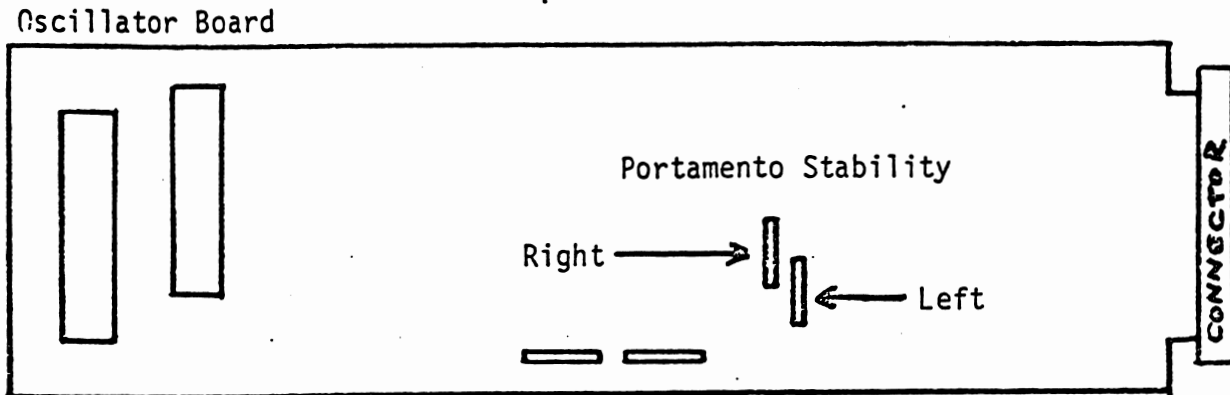 Oscillator Board
Portamento Stability
Right
Left
CONNECTOR